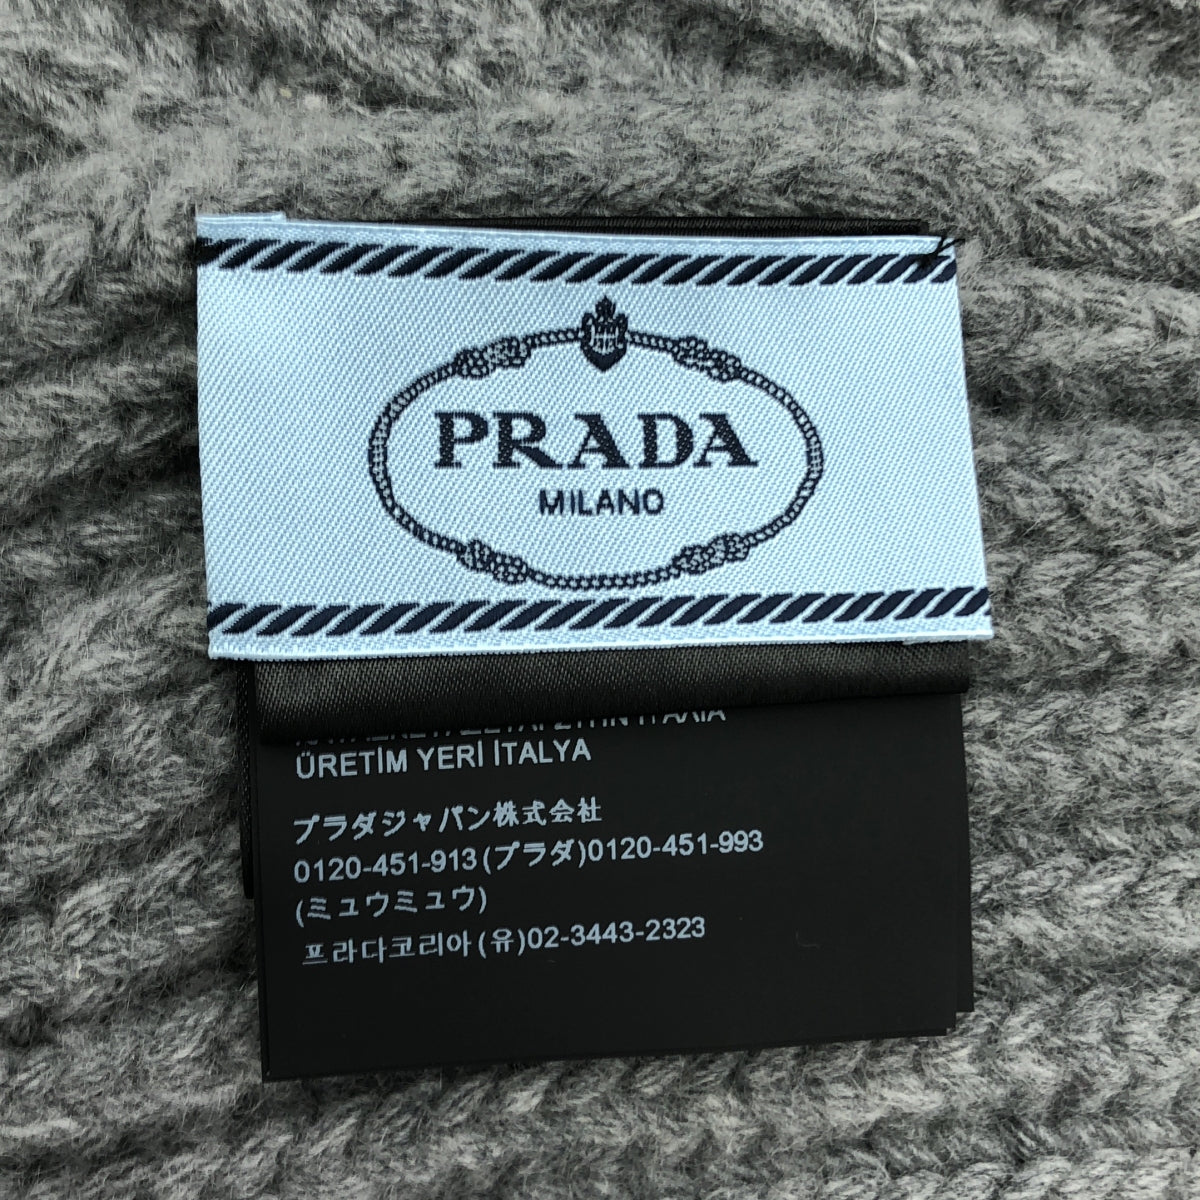 PRADA
MILANO
ÜRETİM YERİ İTALYA
プラダジャパン株式会社
0120-451-913(プラダ)0120-451-993
(ミュウミュウ)
프라다코리아(유)02-3443-2323